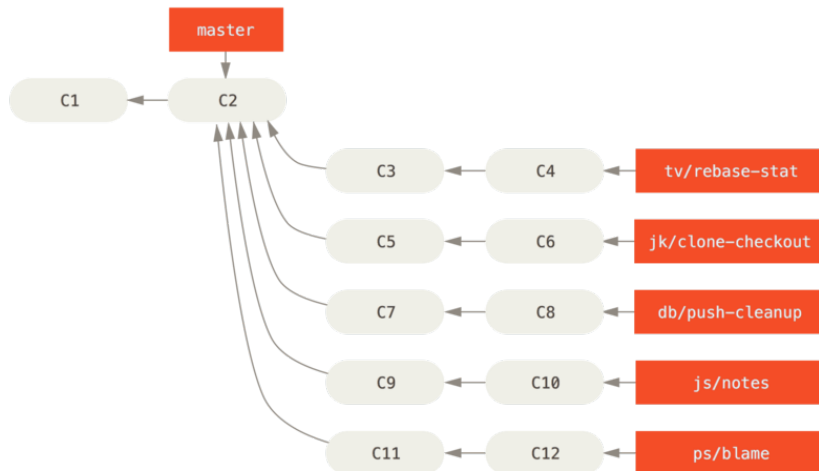 master
C1
C2
C3
C4
tv/rebase-stat
C5
C6
jk/clone-checkout
C7
C8
db/push-cleanup
C9
C10
js/notes
C11
C12
ps/blame